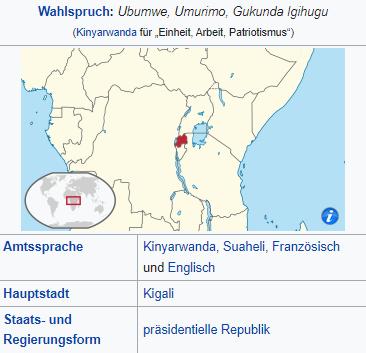 Wahlspruch: Ubumwe, Umurimo, Gukunda Igihugu
(Kinyarwanda für „Einheit, Arbeit, Patriotismus“)
i
Amtssprache Kinyarwanda, Suaheli, Französisch
und Englisch
Hauptstadt Kigali
Staats- und
Regierungsform präsidentielle Republik